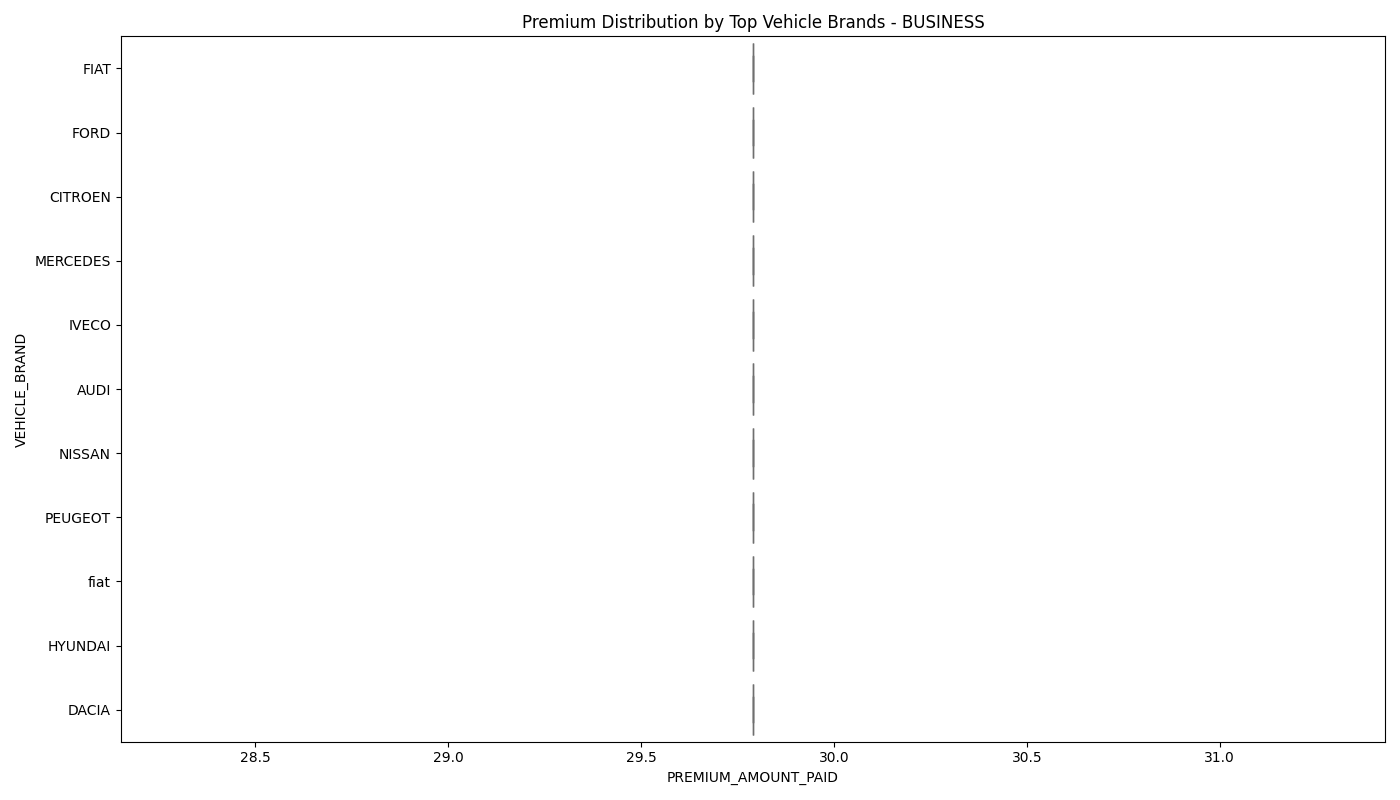 Premium Distribution by Top Vehicle Brands - BUSINESS
VEHICLE_BRAND
FIAT
FORD
CITROEN
MERCEDES
IVECO
AUDI
NISSAN
PEUGEOT
fiat
HYUNDAI
DACIA
28.5 29.0 29.5 30.0 30.5 31.0
PREMIUM_AMOUNT_PAID